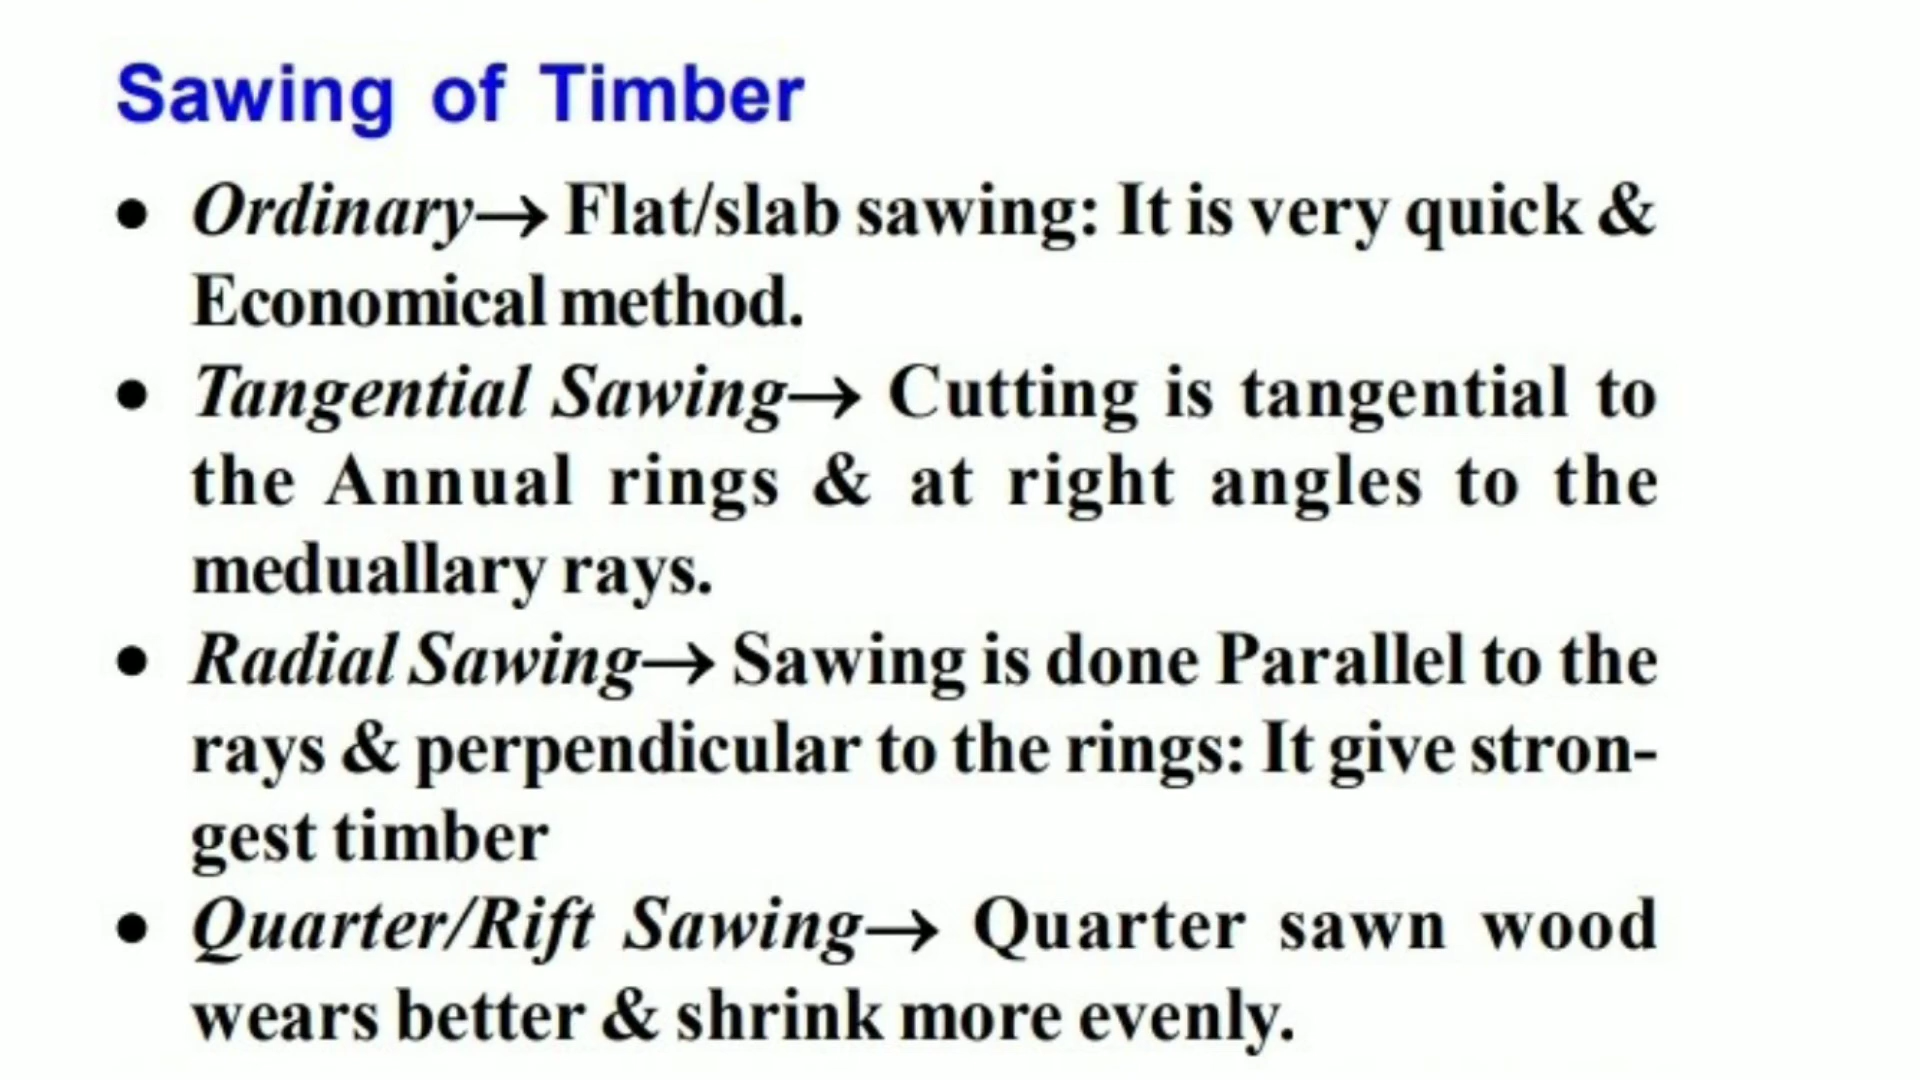 Sawing of Timber
● Ordinary→ Flat/slab sawing: It is very quick &
Economical method.
● Tangential Sawing→ Cutting is tangential to
the Annual rings & at right angles to the
meduallary rays.
● Radial Sawing→ Sawing is done Parallel to the
rays & perpendicular to the rings: It give stron-
gest timber
● Quarter/Rift Sawing→ Quarter sawn wood
wears better & shrink more evenly.